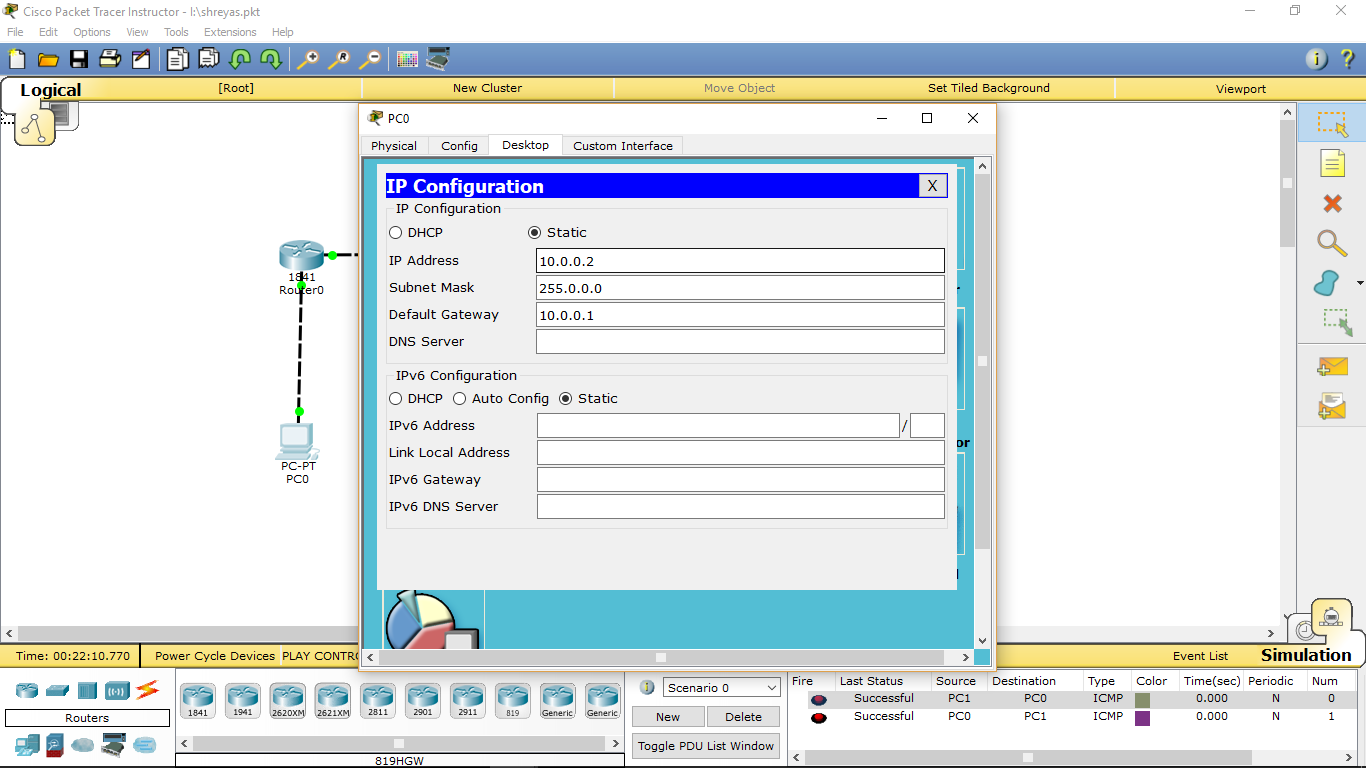 Cisco Packet Tracer Instructor - I:\shreyas.pkt
File Edit Options View Tools Extensions Help
Logical [Root] New Cluster Move Object Set Tiled Background Viewport
PC0
Physical Config Desktop Custom Interface
IP Configuration X
IP Configuration
DHCP Static
IP Address 10.0.0.2
Subnet Mask 255.0.0.0
Default Gateway 10.0.0.1
DNS Server
IPv6 Configuration
DHCP Auto Config Static
IPv6 Address /
Link Local Address
IPv6 Gateway
IPv6 DNS Server
or
1841
Router0
PC-PT
PC0
Time: 00:22:10.770 Power Cycle Devices PLAY CONTRO Event List Simulation
Routers
1841 1941 2620XM 2621XM 2811 2901 2911 819 Generic Generic
819HGW
Scenario 0
New Delete
Toggle PDU List Window
Fire Last Status Source Destination Type Color Time(sec) Periodic Num
Successful PC1 PC0 ICMP 0.000 N 0
Successful PC0 PC1 ICMP 0.000 N 1